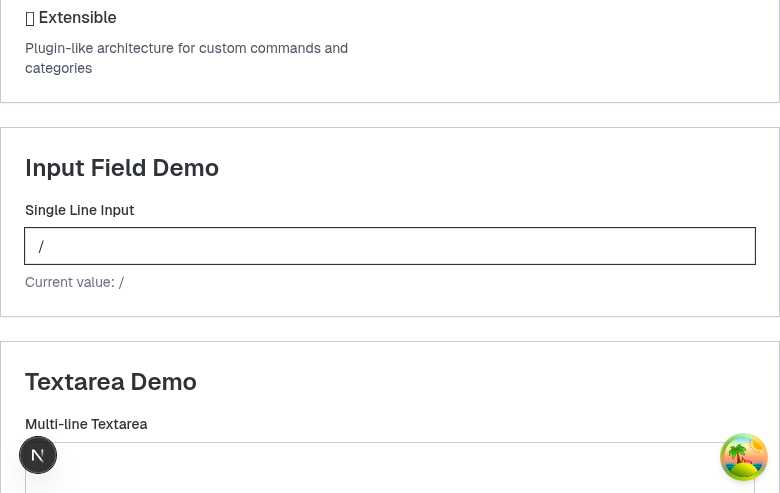 Extensible
Plugin-like architecture for custom commands and
categories
Input Field Demo
Single Line Input
/
Current value: /
Textarea Demo
Multi-line Textarea
N